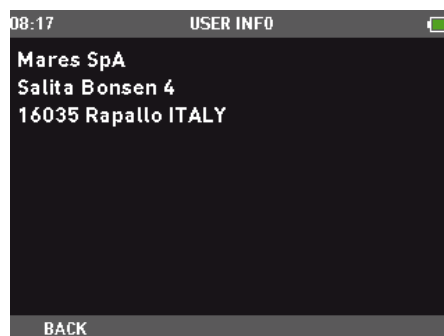 08:17 USER INFO
Mares SpA
Salita Bonsen 4
16035 Rapallo ITALY
BACK